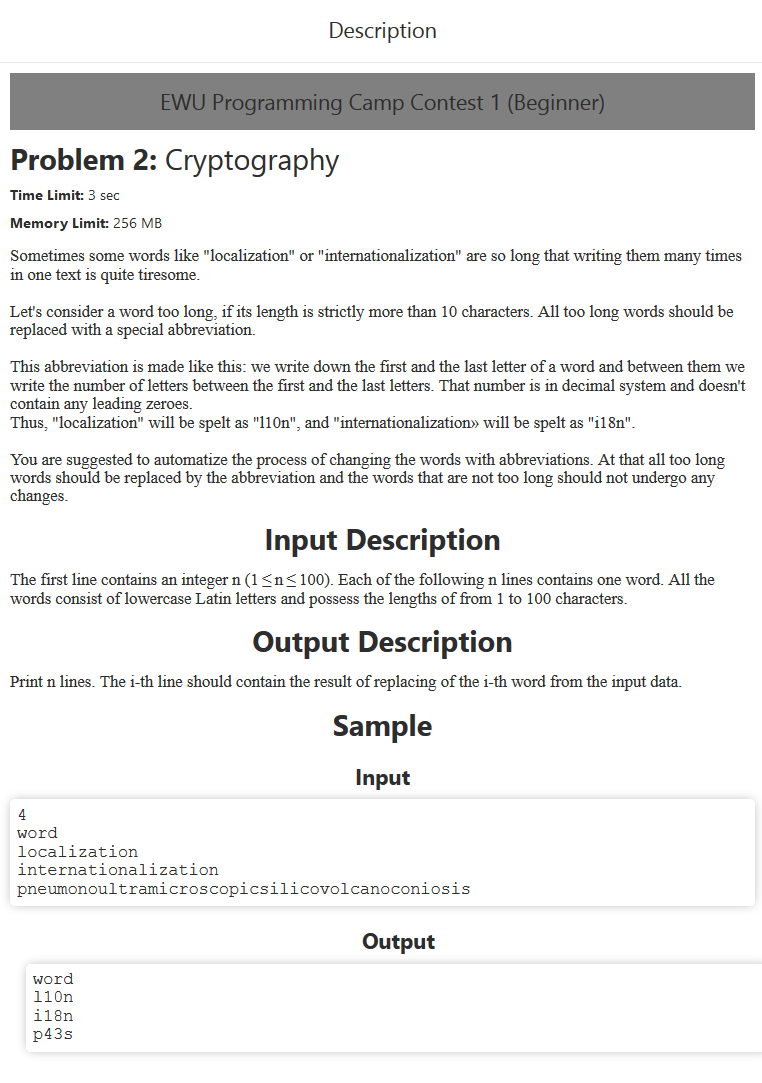 Description
EWU Programming Camp Contest 1 (Beginner)
Problem 2: Cryptography
Time Limit: 3 sec
Memory Limit: 256 MB
Sometimes some words like "localization" or "internationalization" are so long that writing them many times
in one text is quite tiresome.
Let's consider a word too long, if its length is strictly more than 10 characters. All too long words should be
replaced with a special abbreviation.
This abbreviation is made like this: we write down the first and the last letter of a word and between them we
write the number of letters between the first and the last letters. That number is in decimal system and doesn't
contain any leading zeroes.
Thus, "localization" will be spelt as "l10n", and "internationalization» will be spelt as "i18n".
You are suggested to automatize the process of changing the words with abbreviations. At that all too long
words should be replaced by the abbreviation and the words that are not too long should not undergo any
changes.
Input Description
The first line contains an integer n (1≤n≤100). Each of the following n lines contains one word. All the
words consist of lowercase Latin letters and possess the lengths of from 1 to 100 characters.
Output Description
Print n lines. The i-th line should contain the result of replacing of the i-th word from the input data.
Sample
Input
4
word
localization
internationalization
pneumonoultramicroscopicsilicovolcanoconiosis
Output
word
l10n
i18n
p43s